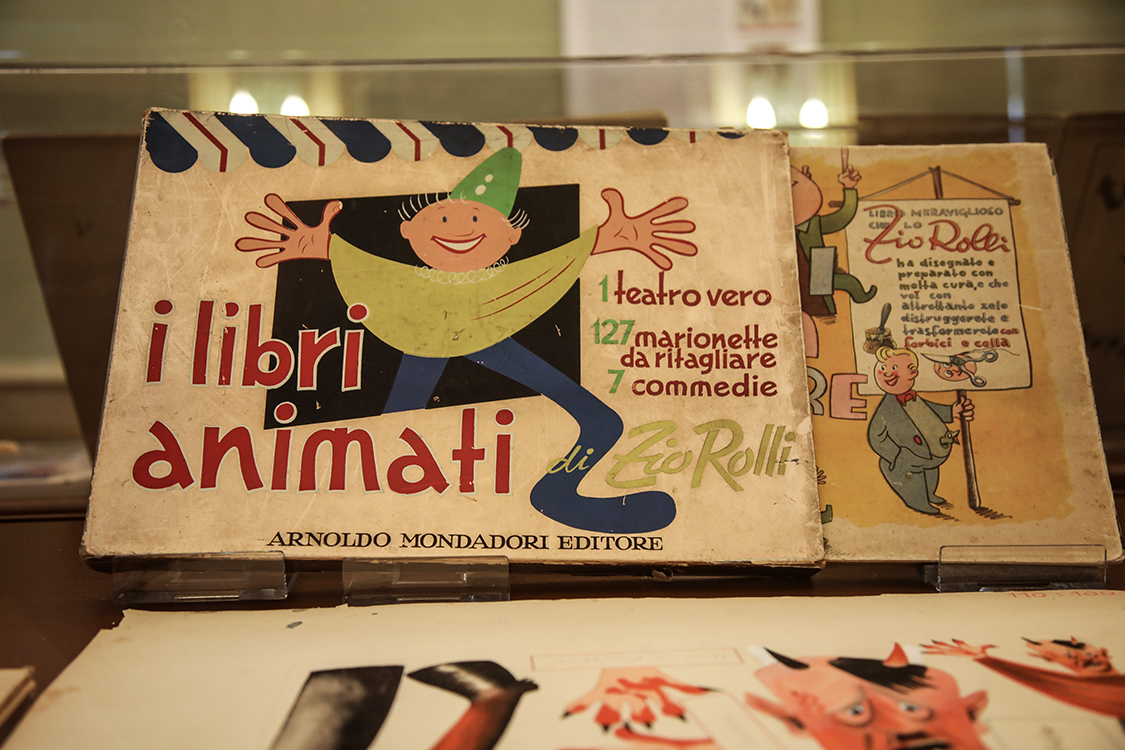 i libri
animati
di Zio Rolli
1 teatro vero
127 marionette
da ritagliare
7 commedie
ARNOLDO MONDADORI EDITORE
LIBRO MERAVIGLIOSO
CHE LO
Zio Rolli
ha disegnato e
preparato con
molta cura, e che
voi con
altrettanto zelo
distruggerete e
trasformerete con
forbici e colla
RE